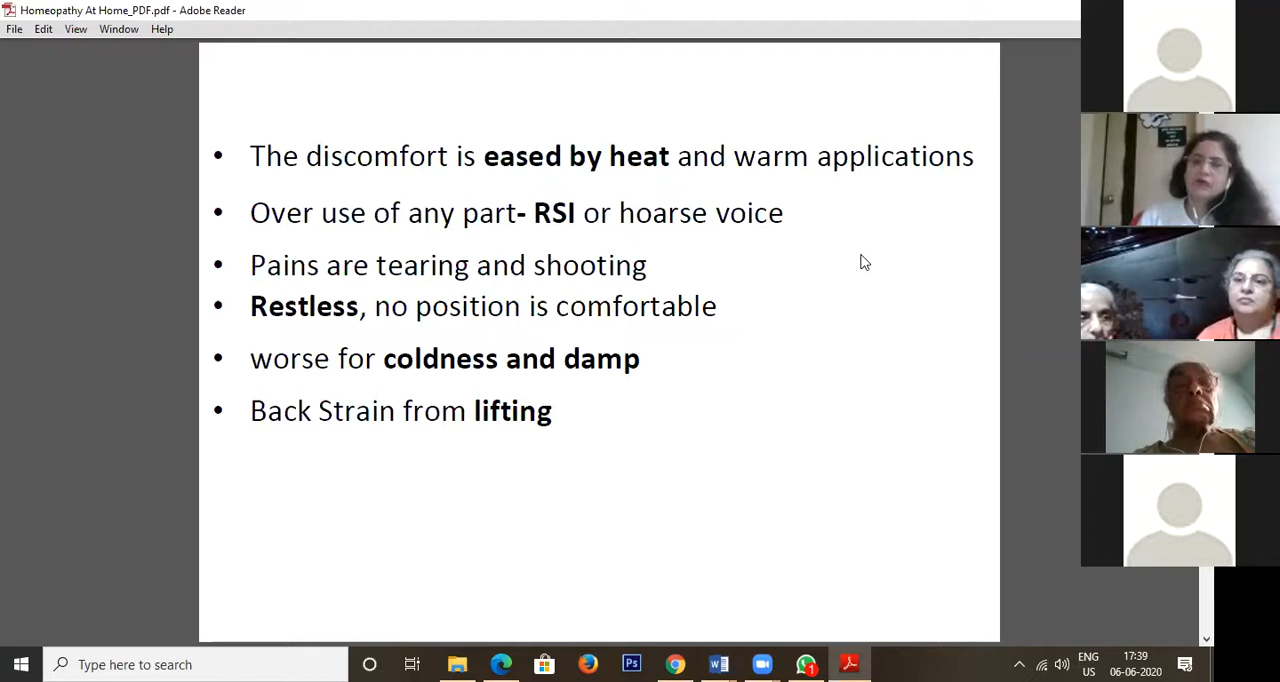 Homeopathy At Home_PDF.pdf - Adobe Reader
File Edit View Window Help
• The discomfort is eased by heat and warm applications
• Over use of any part- RSI or hoarse voice
• Pains are tearing and shooting
• Restless, no position is comfortable
• worse for coldness and damp
• Back Strain from lifting
Type here to search
Ps
1
ENG
US
17:39
06-06-2020